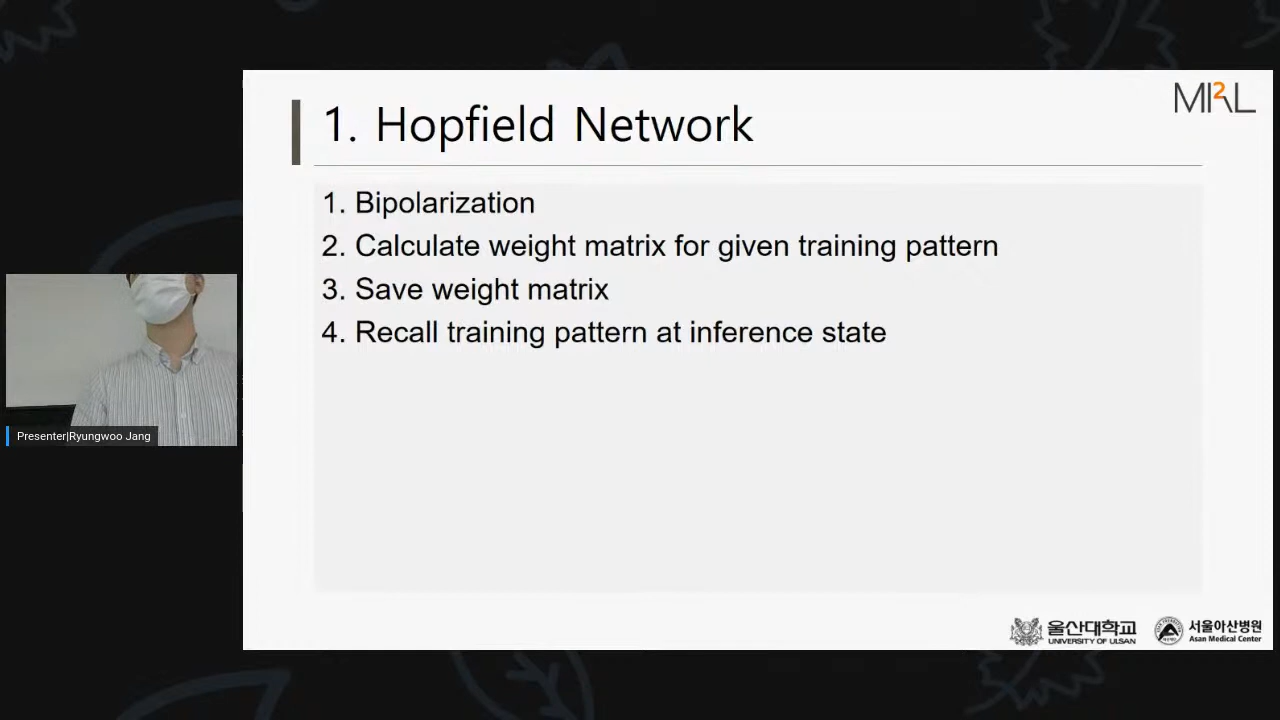 MI2RL
1. Hopfield Network
1. Bipolarization
2. Calculate weight matrix for given training pattern
3. Save weight matrix
4. Recall training pattern at inference state
Presenter|Ryungwoo Jang
울산대학교
UNIVERSITY OF ULSAN
서울아산병원
Asan Medical Center